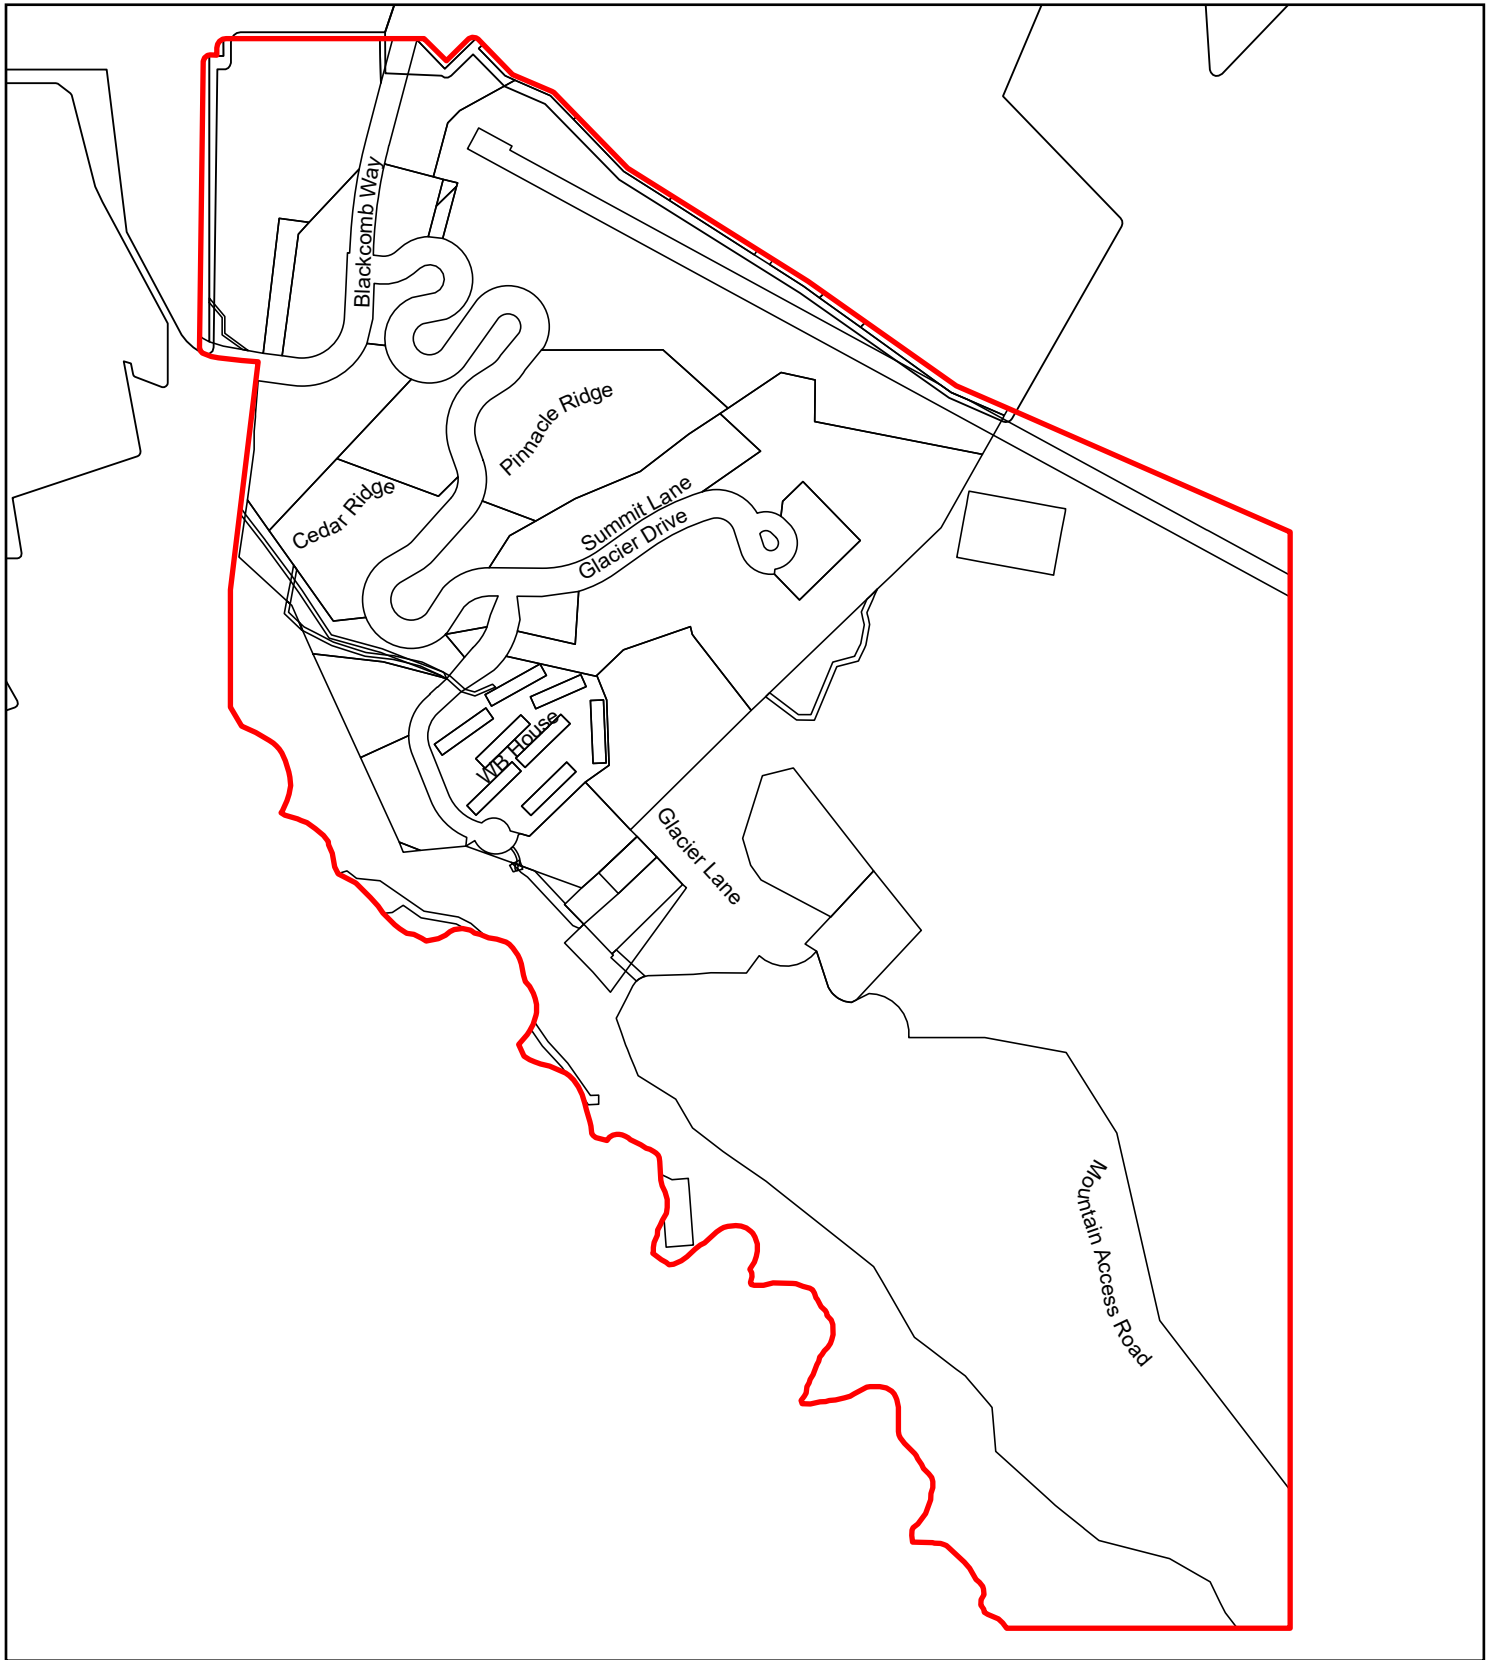 Blackcomb Way
Pinnacle Ridge
Cedar Ridge
Summit Lane
Glacier Drive
WB House
Glacier Lane
Mountain Access Road